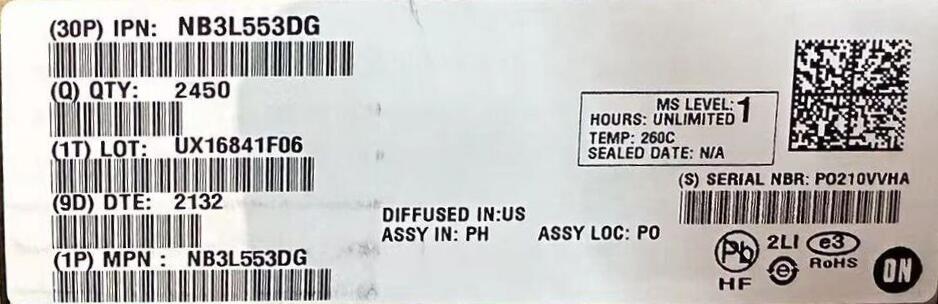 (30P) IPN: NB3L553DG
(Q) QTY: 2450
(1T) LOT: UX16841F06
(9D) DTE: 2132
(1P) MPN : NB3L553DG
DIFFUSED IN:US
ASSY IN: PH ASSY LOC: PO
MS LEVEL: 1
HOURS: UNLIMITED
TEMP: 260C
SEALED DATE: N/A
(S) SERIAL NBR: PO210VVHA
Pb 2LI e3
e RoHS
HF
ON